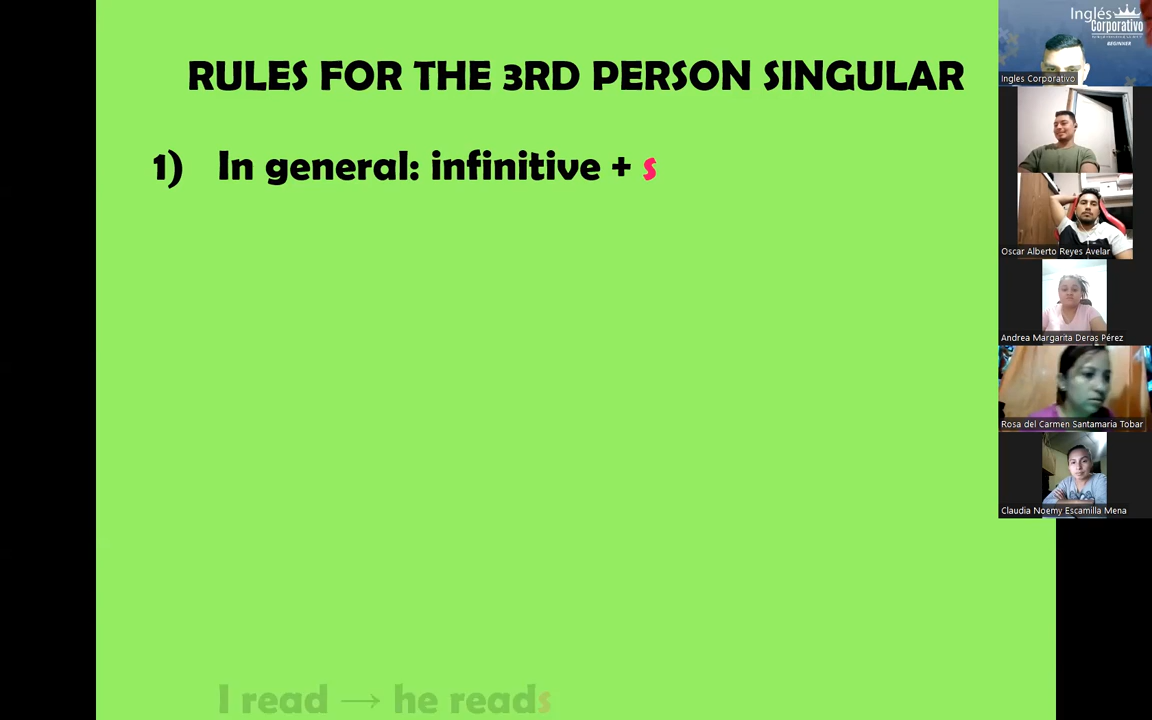 RULES FOR THE 3RD PERSON SINGULAR
1) In general: infinitive + s
I read → he reads
Inglés
Corporativo
BEGINNER
Ingles Corporativo
Oscar Alberto Reyes Avelar
Andrea Margarita Deras Pérez
Rosa del Carmen Santamaria Tobar
Claudia Noemy Escamilla Mena